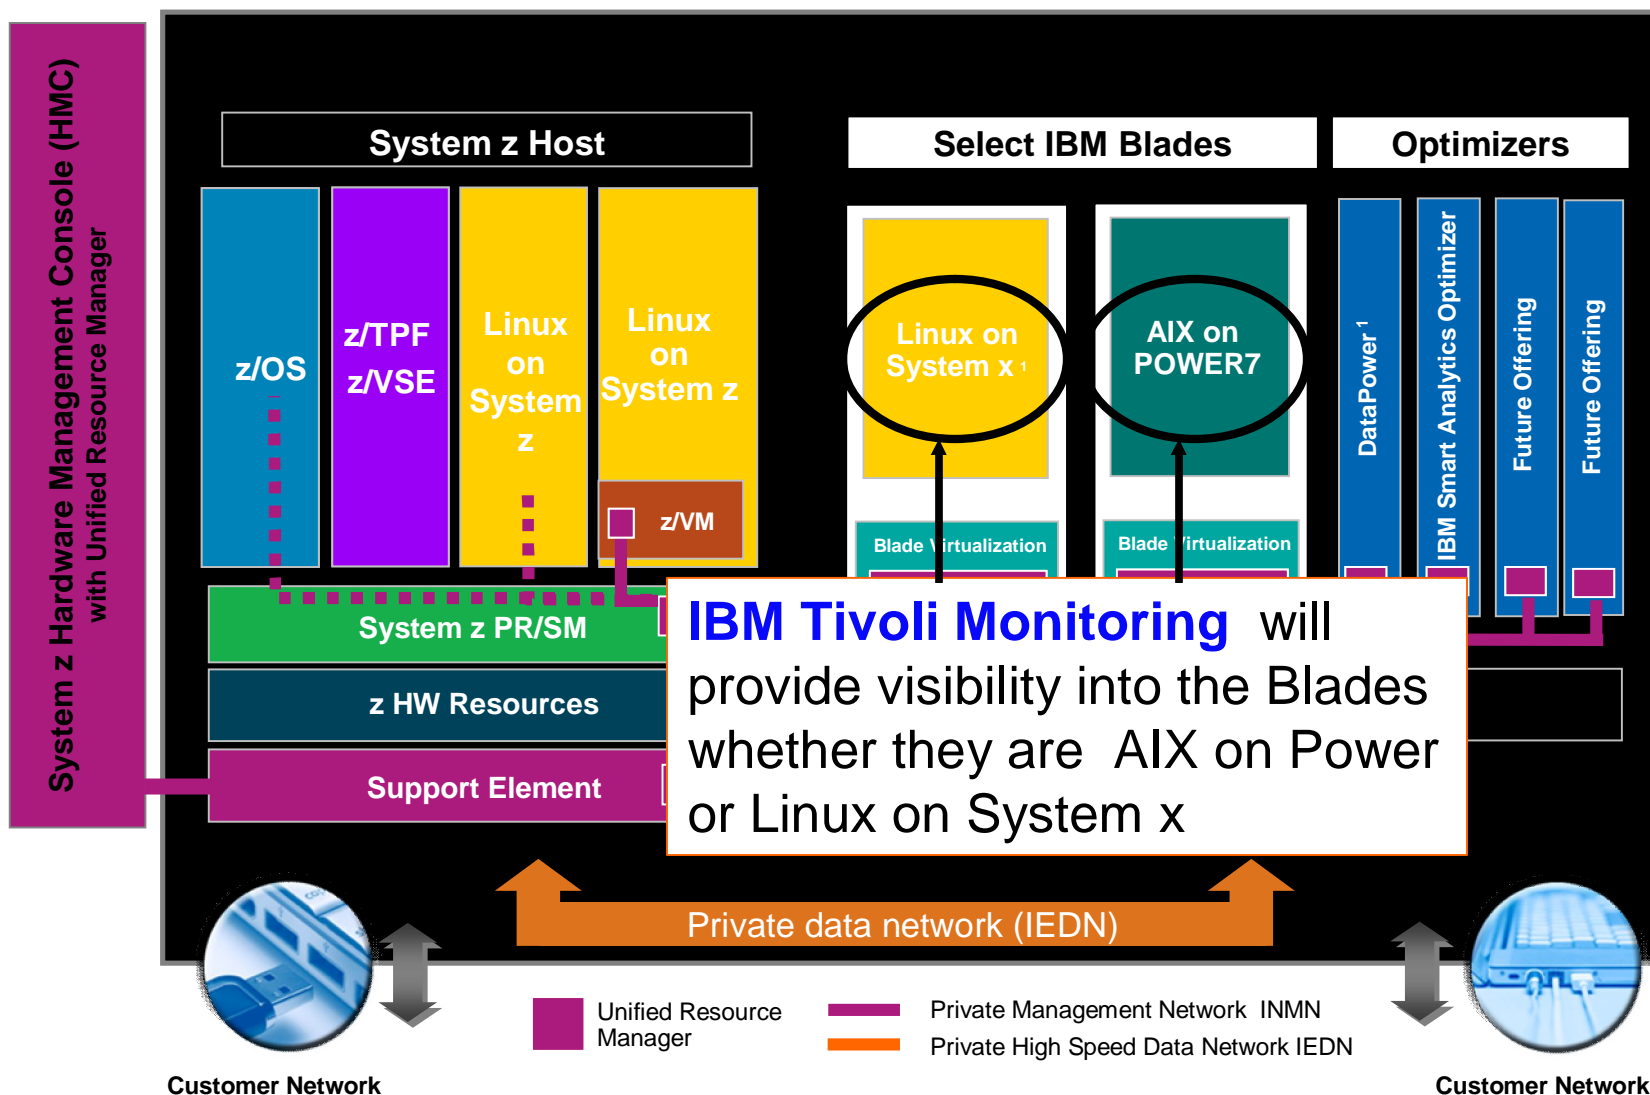 System z Hardware Management Console (HMC)
with Unified Resource Manager
System z Host
Select IBM Blades
Optimizers
z/OS
z/TPF
z/VSE
Linux
on
System
z
Linux
on
System z
z/VM
Linux on
System x 1
AIX on
POWER7
Blade Virtualization
Blade Virtualization
DataPower 1
IBM Smart Analytics Optimizer
Future Offering
Future Offering
System z PR/SM
z HW Resources
Support Element
IBM Tivoli Monitoring will
provide visibility into the Blades
whether they are AIX on Power
or Linux on System x
Private data network (IEDN)
Unified Resource
Manager
Private Management Network INMN
Private High Speed Data Network IEDN
Customer Network
Customer Network